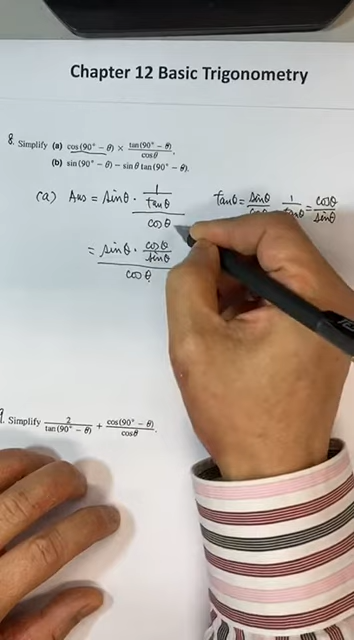 Chapter 12 Basic Trigonometry
8. Simplify (a) cos(90° − θ) × tan(90° − θ)/cosθ.
(b) sin(90° − θ) − sinθ tan(90° − θ).
(a) Ans = sinθ · (1/tanθ)/cosθ tanθ = sinθ/cosθ 1/tanθ = cosθ/sinθ
= (sinθ · cosθ/sinθ)/cosθ
9. Simplify 2/tan(90° − θ) + cos(90° − θ)/cosθ.